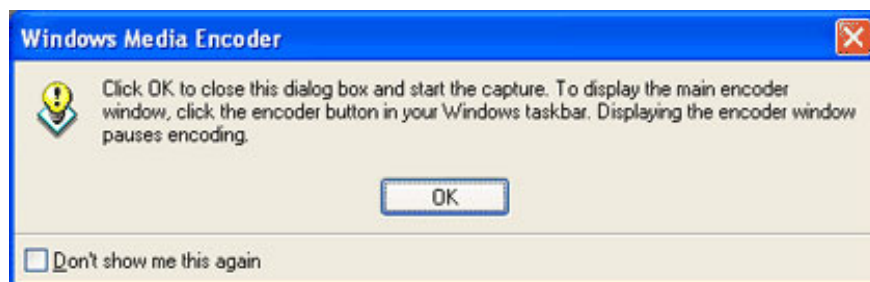 Windows Media Encoder
Click OK to close this dialog box and start the capture. To display the main encoder
window, click the encoder button in your Windows taskbar. Displaying the encoder window
pauses encoding.
OK
Don't show me this again